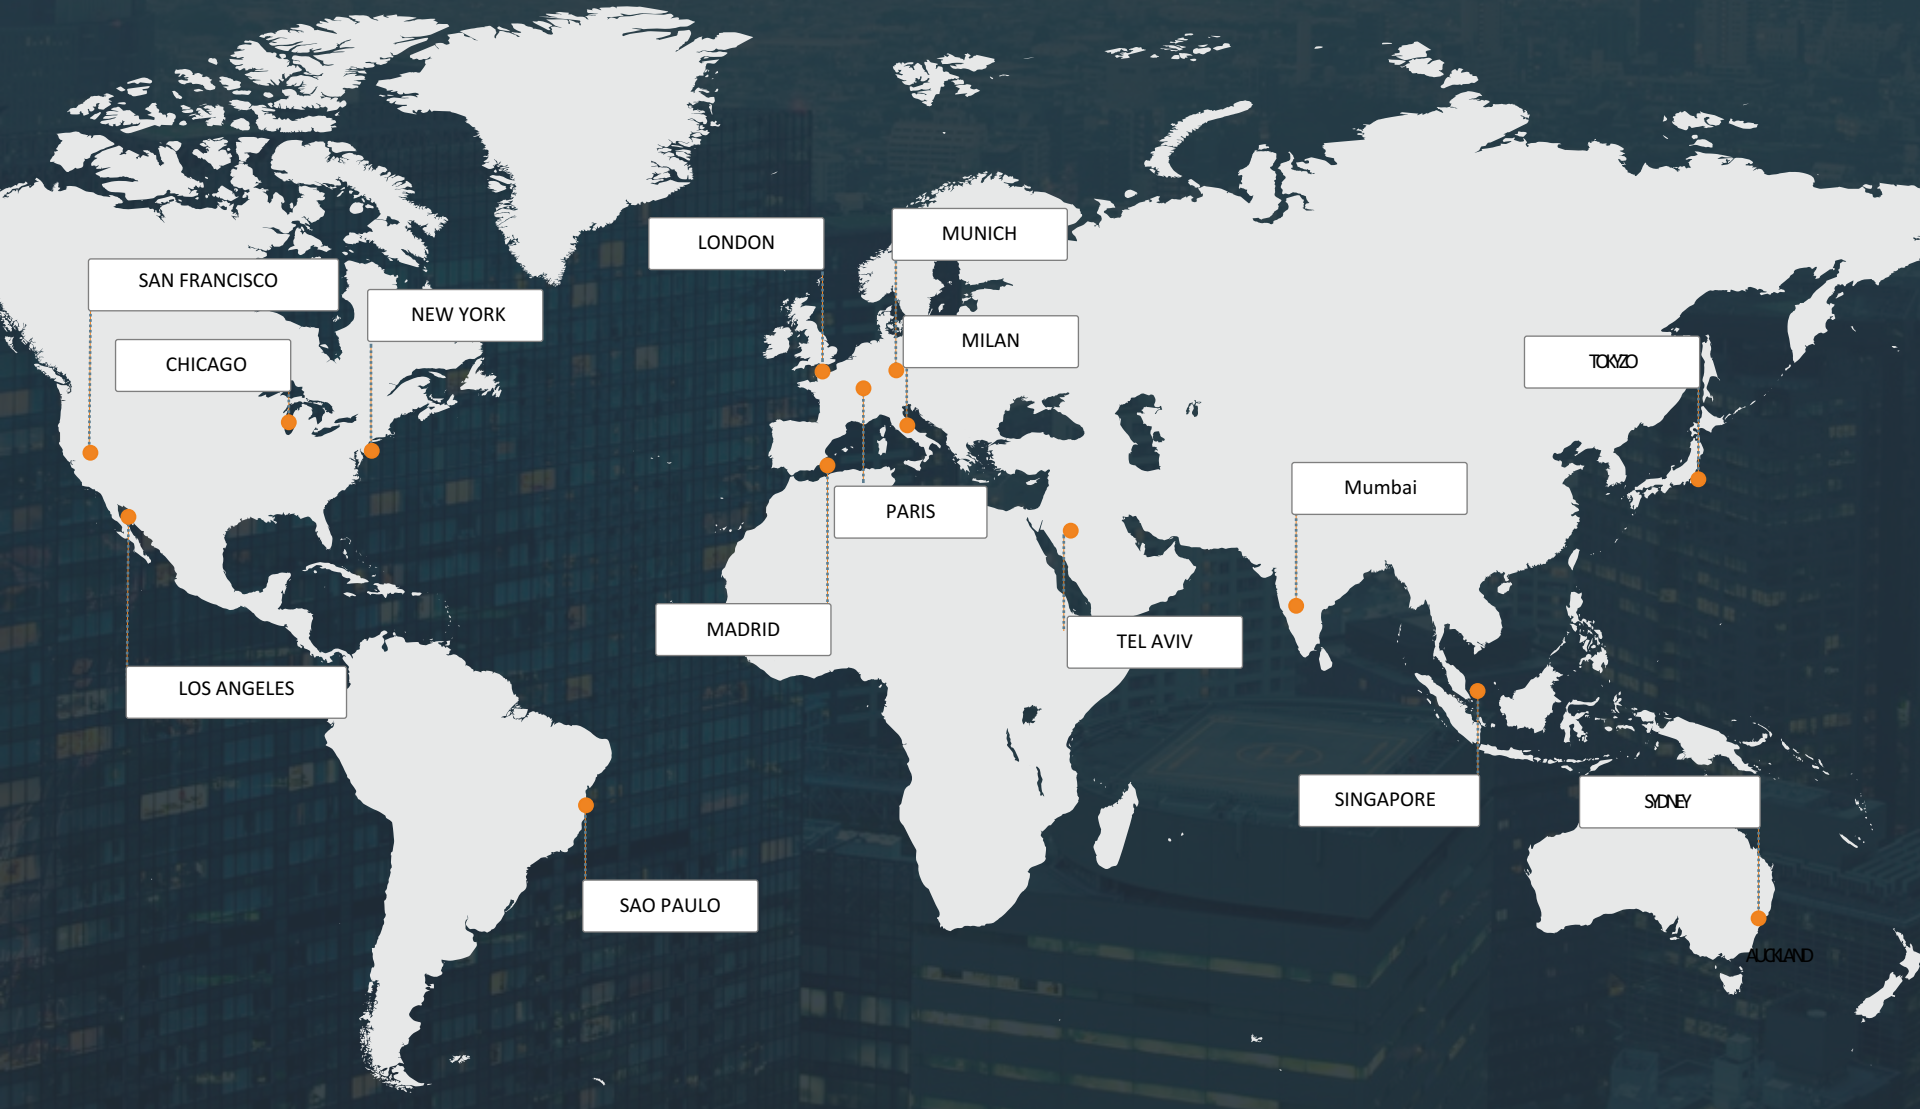 LONDON
MUNICH
SAN FRANCISCO
NEW YORK
MILAN
CHICAGO
TOKYZO
Mumbai
PARIS
MADRID
TEL AVIV
LOS ANGELES
SINGAPORE
SYDNEY
SAO PAULO
AUCKLAND